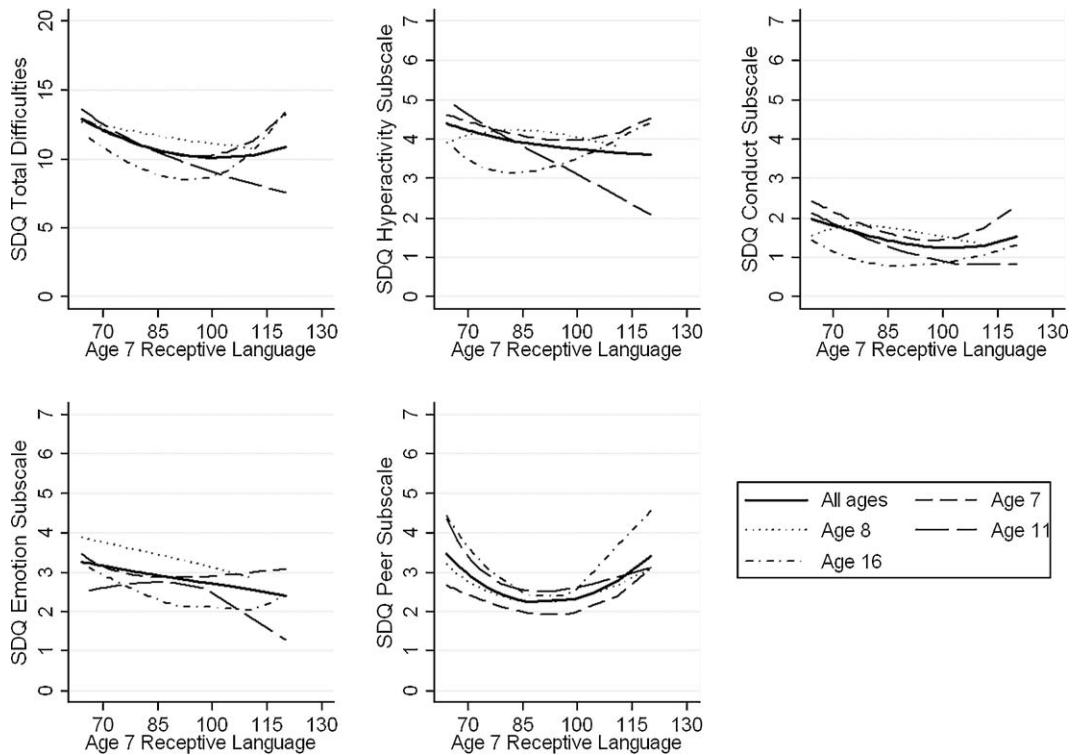 SDQ Total Difficulties
20
15
10
5
0
70 85 100 115 130
Age 7 Receptive Language
SDQ Hyperactivity Subscale
7
6
5
4
3
2
1
0
70 85 100 115 130
Age 7 Receptive Language
SDQ Conduct Subscale
7
6
5
4
3
2
1
0
70 85 100 115 130
Age 7 Receptive Language
SDQ Emotion Subscale
7
6
5
4
3
2
1
0
70 85 100 115 130
Age 7 Receptive Language
SDQ Peer Subscale
7
6
5
4
3
2
1
0
70 85 100 115 130
Age 7 Receptive Language
All ages Age 7
Age 8 Age 11
Age 16